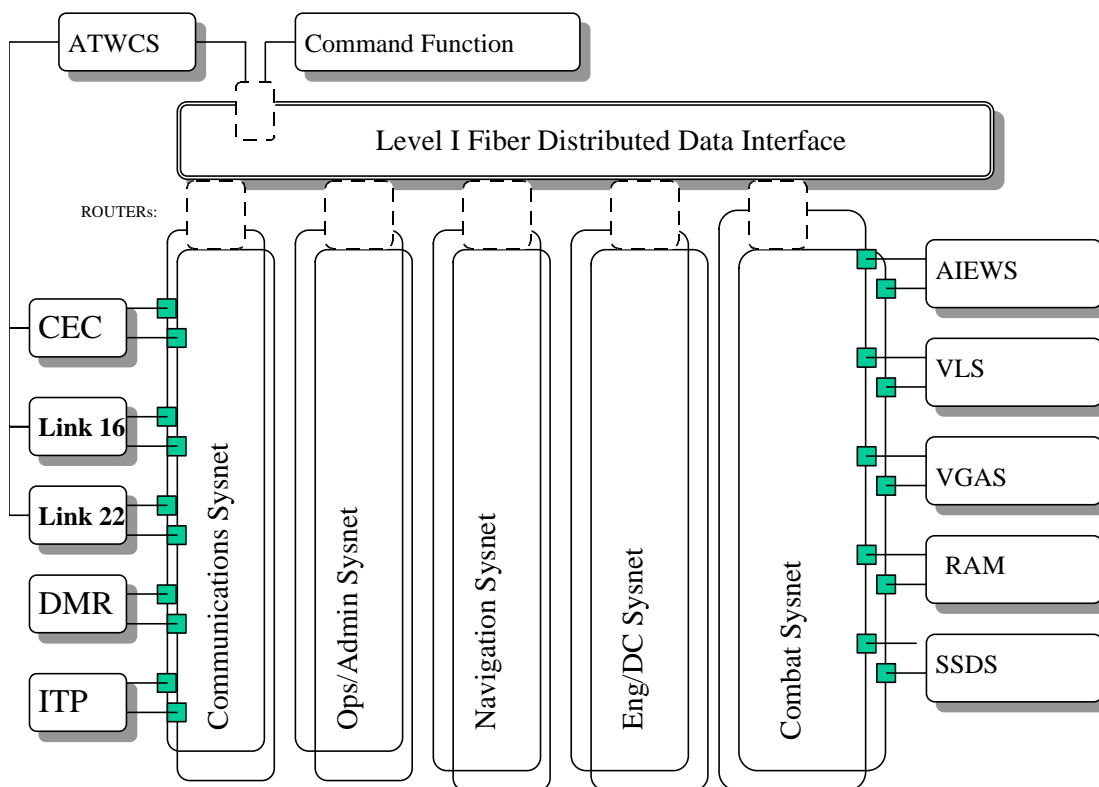 ATWCS
Command Function
Level I Fiber Distributed Data Interface
ROUTERs:
CEC
Link 16
Link 22
DMR
ITP
Communications Sysnet
Ops/Admin Sysnet
Navigation Sysnet
Eng/DC Sysnet
Combat Sysnet
AIEWS
VLS
VGAS
RAM
SSDS